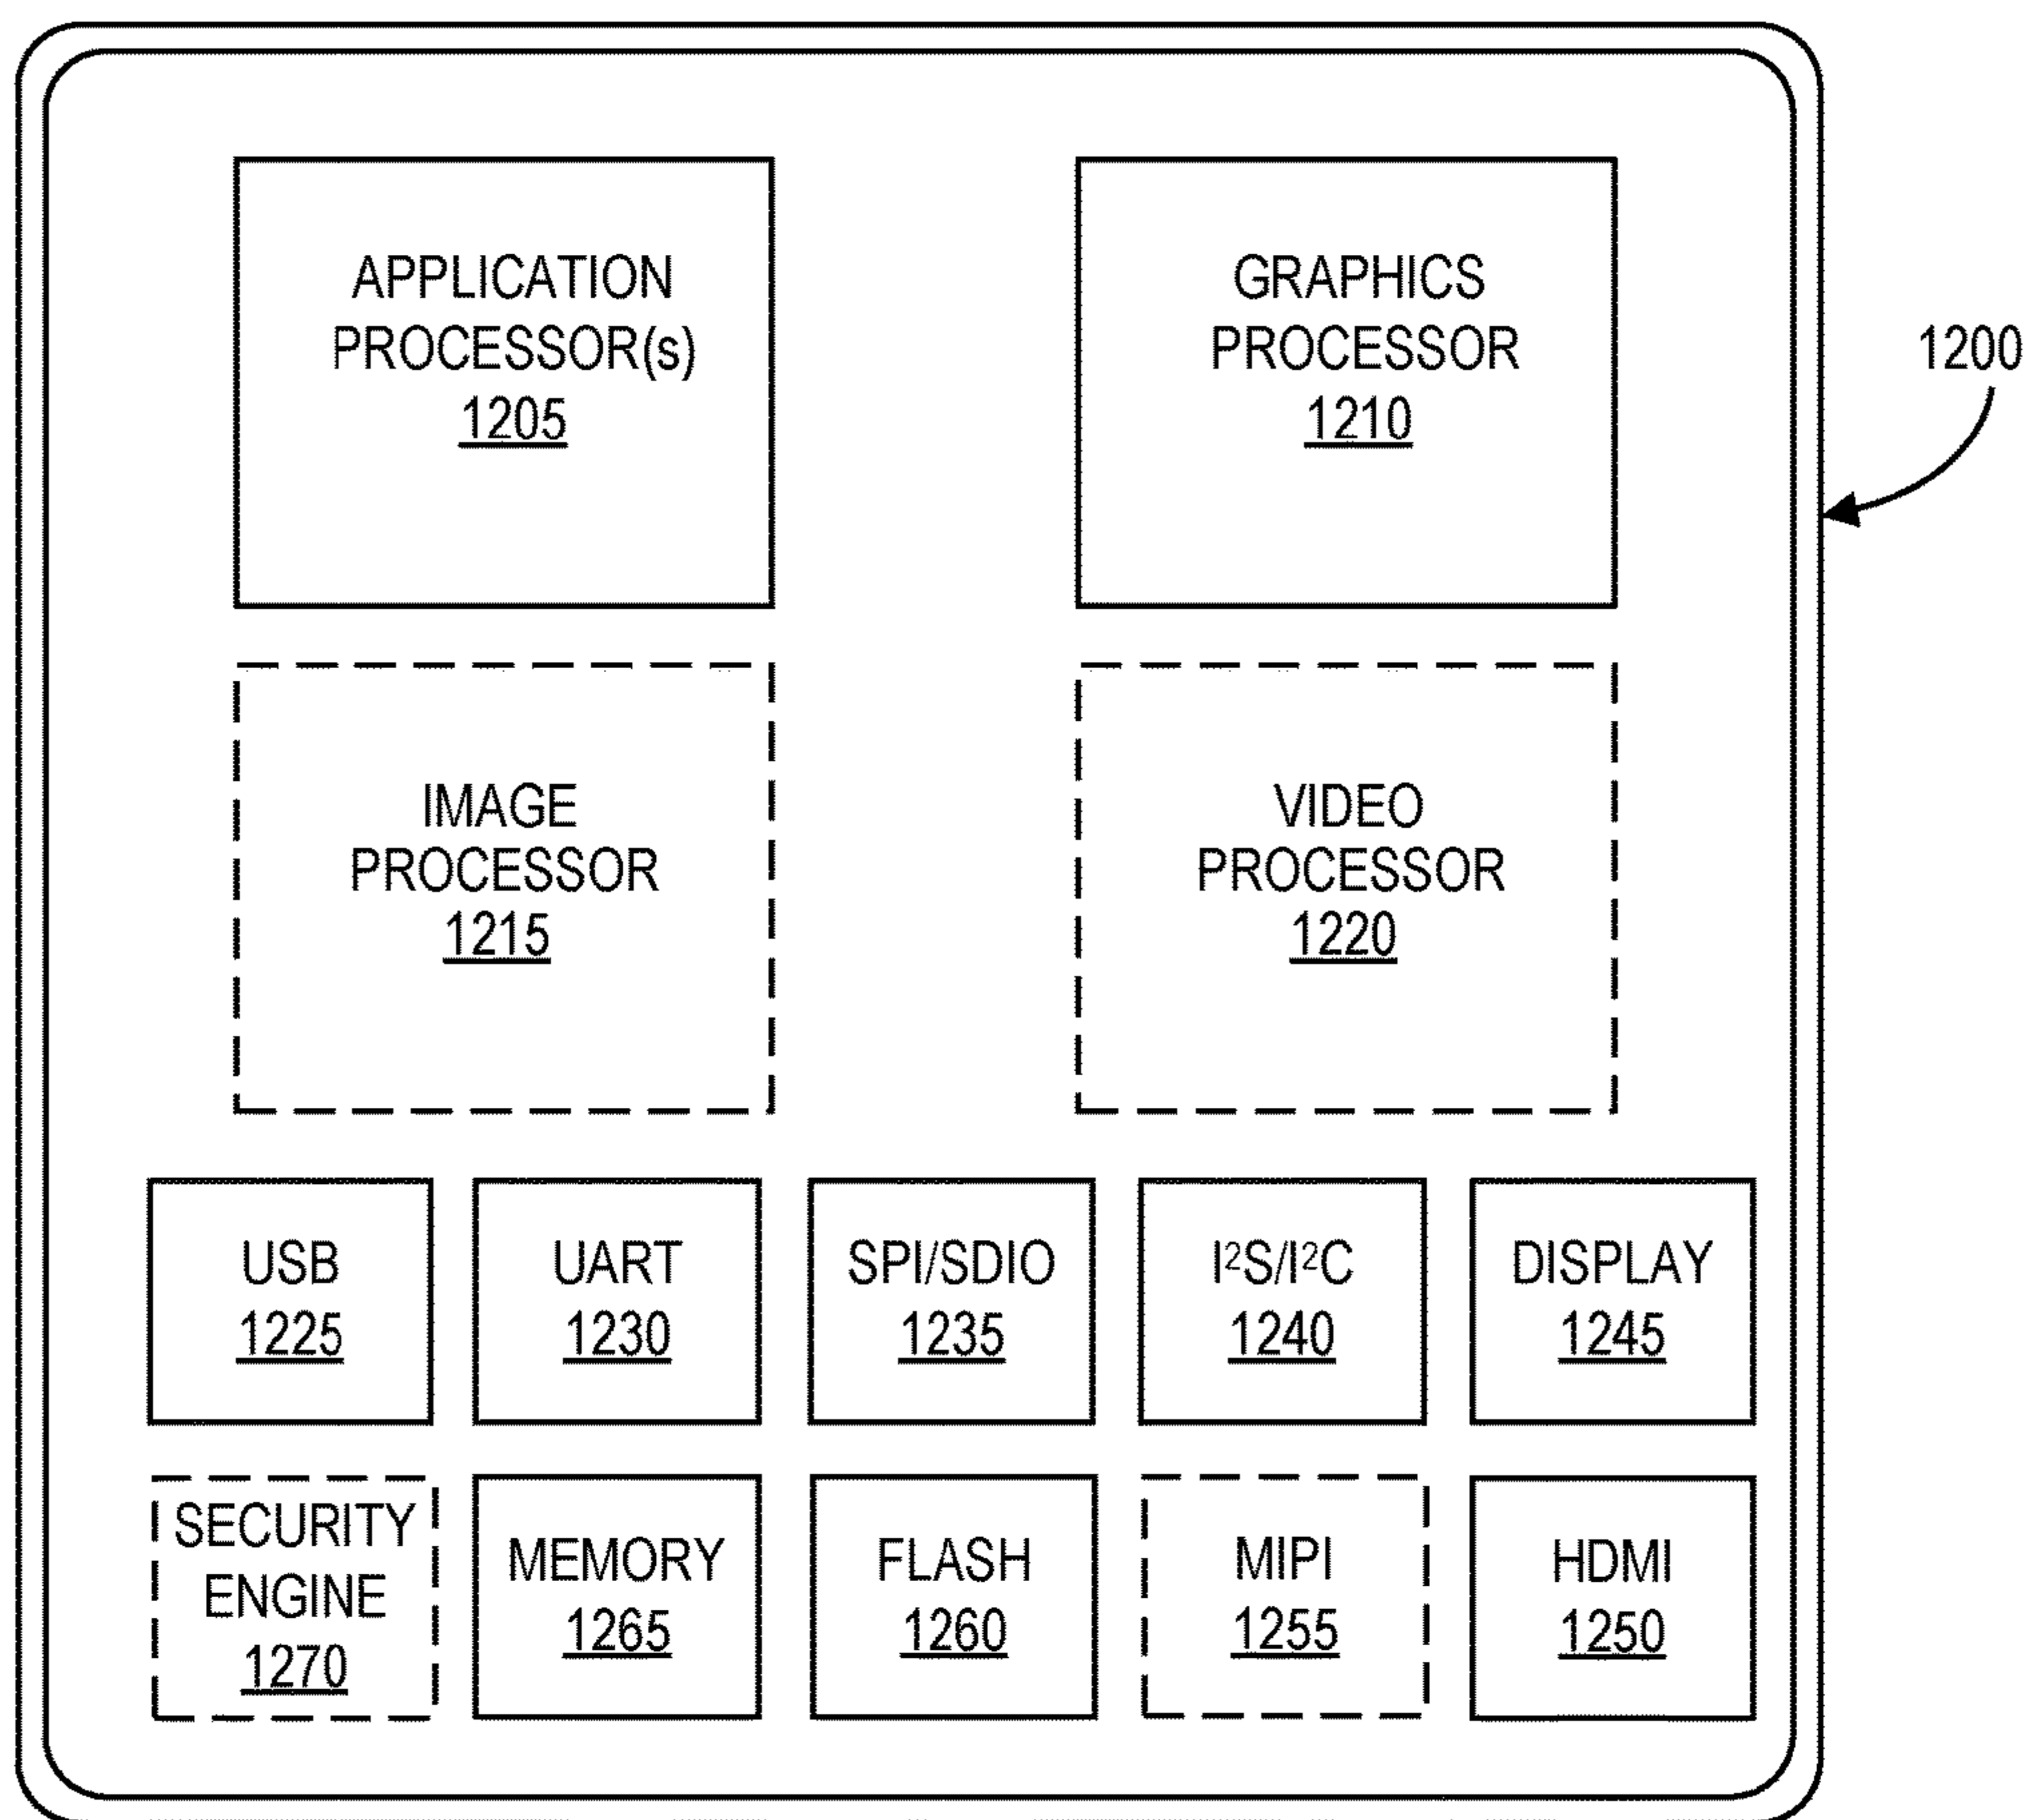 APPLICATION
PROCESSOR(s)
1205
GRAPHICS
PROCESSOR
1210
1200
IMAGE
PROCESSOR
1215
VIDEO
PROCESSOR
1220
USB
1225
UART
1230
SPI/SDIO
1235
I²S/I²C
1240
DISPLAY
1245
SECURITY
ENGINE
1270
MEMORY
1265
FLASH
1260
MIPI
1255
HDMI
1250